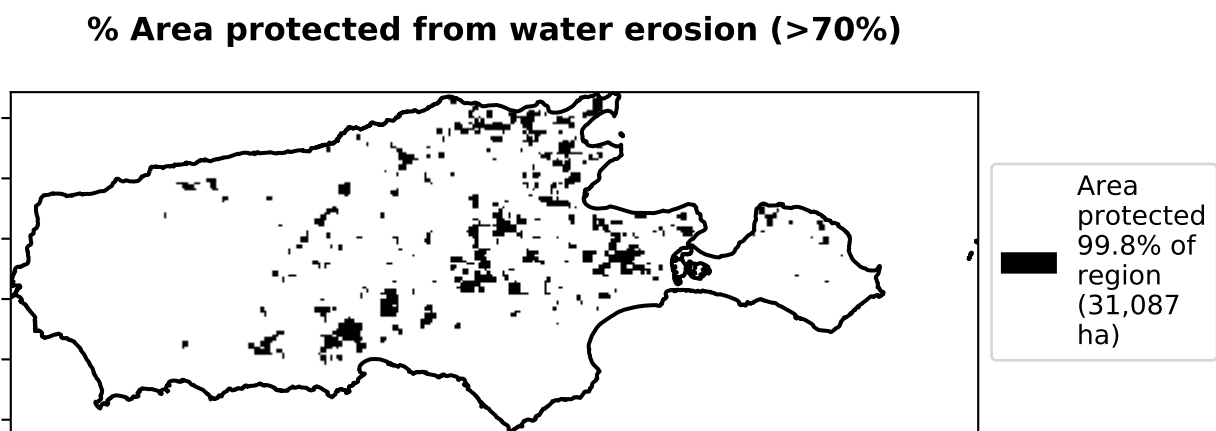 % Area protected from water erosion (>70%)
Area
protected
99.8% of
region
(31,087
ha)